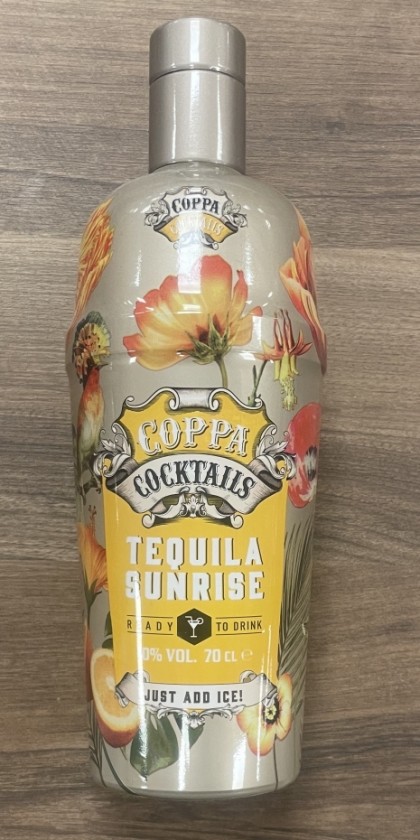 COPPA
COCKTAILS
COPPA
COCKTAILS
TEQUILA
SUNRISE
READY TO DRINK
VOL. 70 CL e
JUST ADD ICE!